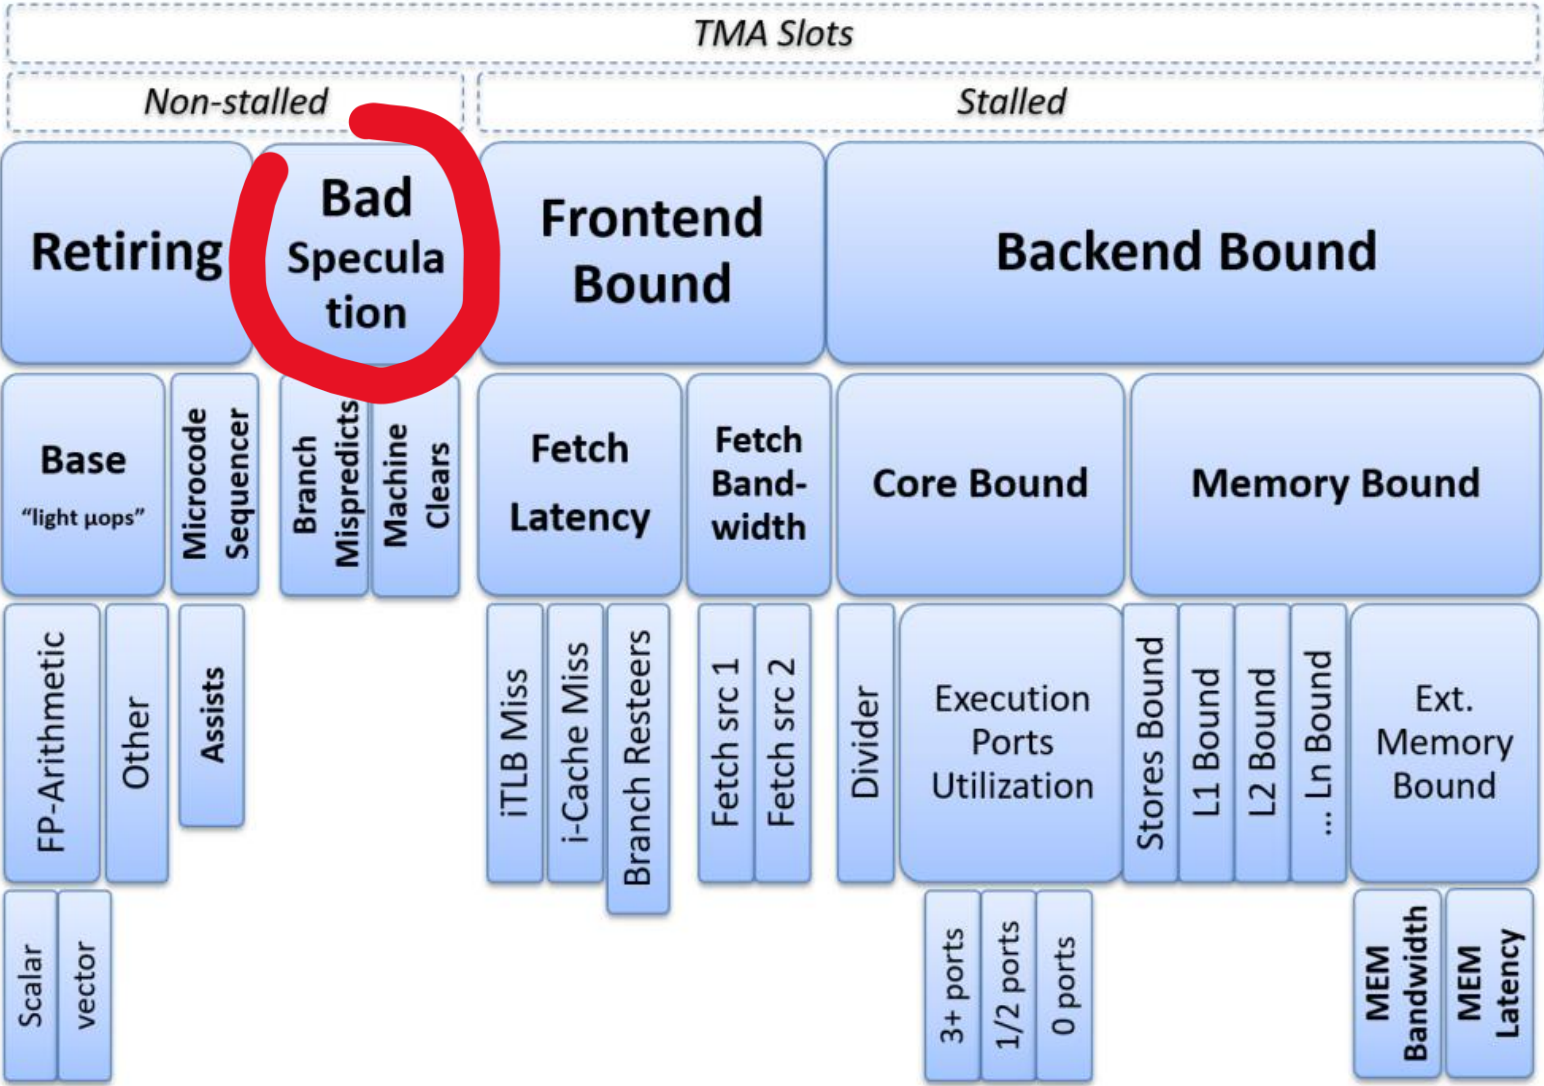 TMA Slots
Non-stalled
Stalled
Retiring
Bad
Specula
tion
Frontend
Bound
Backend Bound
Base
"light µops"
Microcode
Sequencer
Branch
Mispredicts
Machine
Clears
Fetch
Latency
Fetch
Band-
width
Core Bound
Memory Bound
FP-Arithmetic
Other
Assists
iTLB Miss
i-Cache Miss
Branch Resteers
Fetch src 1
Fetch src 2
Divider
Execution
Ports
Utilization
Stores Bound
L1 Bound
L2 Bound
... Ln Bound
Ext.
Memory
Bound
Scalar
vector
3+ ports
1/2 ports
0 ports
MEM
Bandwidth
MEM
Latency